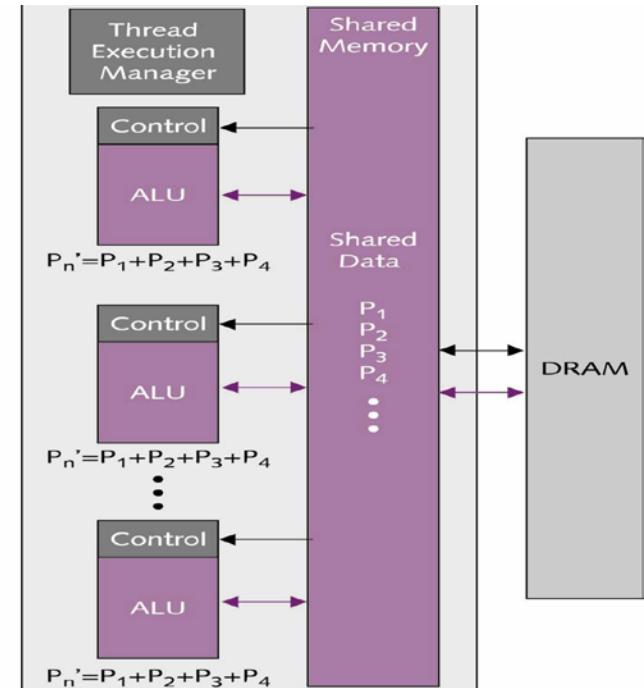 Thread
Execution
Manager
Shared
Memory
Control
ALU
Pₙ'=P₁+P₂+P₃+P₄
Shared
Data
P₁
P₂
P₃
P₄
Control
ALU
Pₙ'=P₁+P₂+P₃+P₄
DRAM
Control
ALU
Pₙ'=P₁+P₂+P₃+P₄